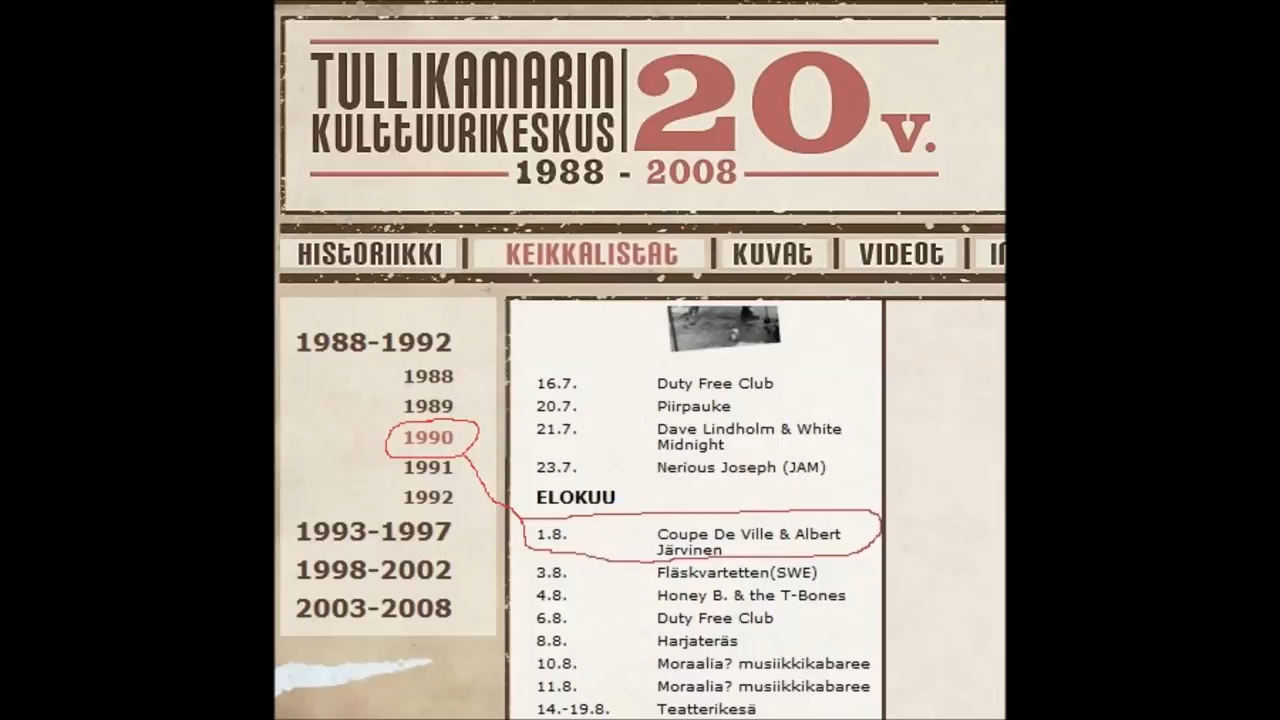 TULLIKAMARIN
KULTTUURIKESKUS
20 v.
1988 - 2008
HISTORIIKKI
KEIKKALISTAT
KUVAT
VIDEOT
1988-1992
1988
1989
1990
1991
1992
1993-1997
1998-2002
2003-2008
16.7. Duty Free Club
20.7. Piirpauke
21.7. Dave Lindholm & White
Midnight
23.7. Nerious Joseph (JAM)
ELOKUU
1.8. Coupe De Ville & Albert
Järvinen
3.8. Fläskvartetten(SWE)
4.8. Honey B. & the T-Bones
6.8. Duty Free Club
8.8. Harjateräs
10.8. Moraalia? musiikkikabaree
11.8. Moraalia? musiikkikabaree
14.-19.8. Teatterikesä